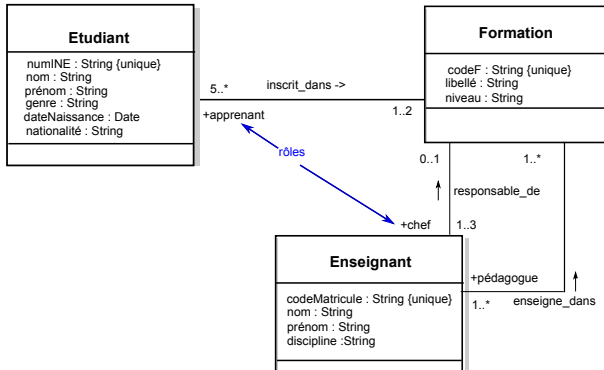 Etudiant
numINE : String {unique}
nom : String
prénom : String
genre : String
dateNaissance : Date
nationalité : String
Formation
codeF : String {unique}
libellé : String
niveau : String
5..*
inscrit_dans ->
1..2
+apprenant
rôles
0..1
1..*
responsable_de
+chef
1..3
Enseignant
codeMatricule : String {unique}
nom : String
prénom : String
discipline :String
+pédagogue
1..*
enseigne_dans